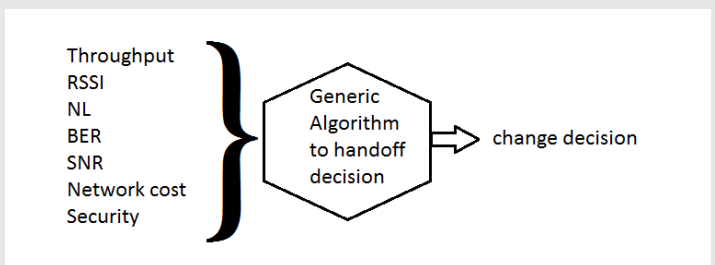 Throughput
RSSI
NL
BER
SNR
Network cost
Security
Generic
Algorithm
to handoff
decision
change decision